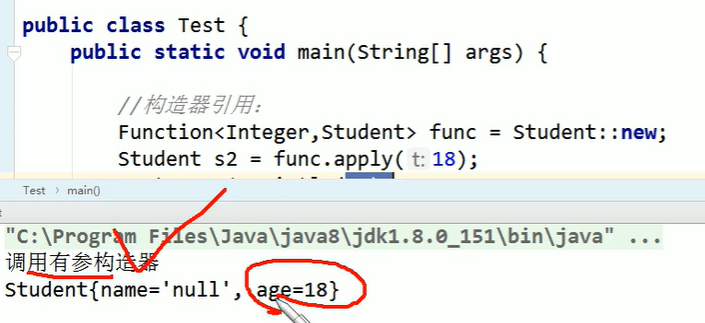 public class Test {
public static void main(String[] args) {
//构造器引用：
Function<Integer,Student> func = Student::new;
Student s2 = func.apply( t: 18);
Test › main()
"C:\Program Files\Java\java8\jdk1.8.0_151\bin\java" ...
调用有参构造器
Student{name='null', age=18}